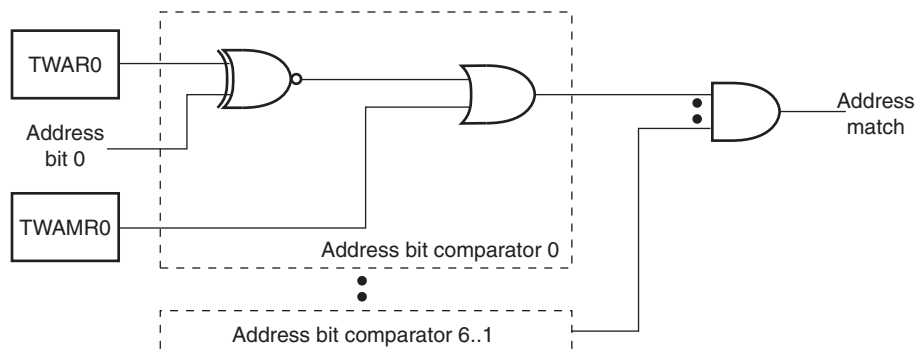 TWAR0
Address
bit 0
TWAMR0
Address bit comparator 0
Address
match
Address bit comparator 6..1